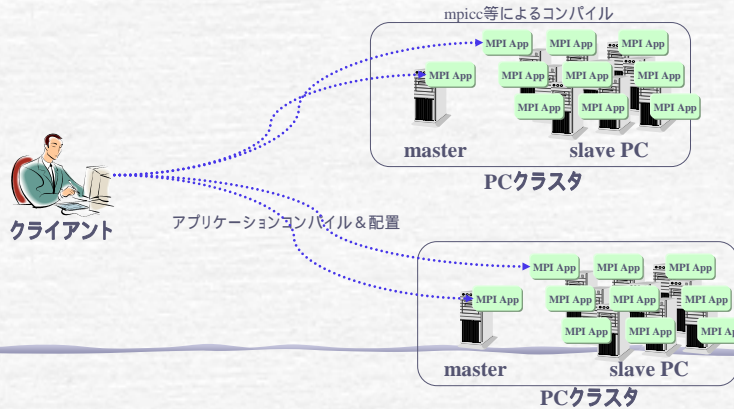 mpicc等によるコンパイル
MPI App MPI App MPI App
MPI App MPI App MPI App MPI App
MPI App MPI App MPI App
master slave PC
PCクラスタ
クライアント
アプリケーションコンパイル＆配置
MPI App MPI App MPI App
MPI App MPI App MPI App MPI App
MPI App MPI App MPI Ap
master slave PC
PCクラスタ